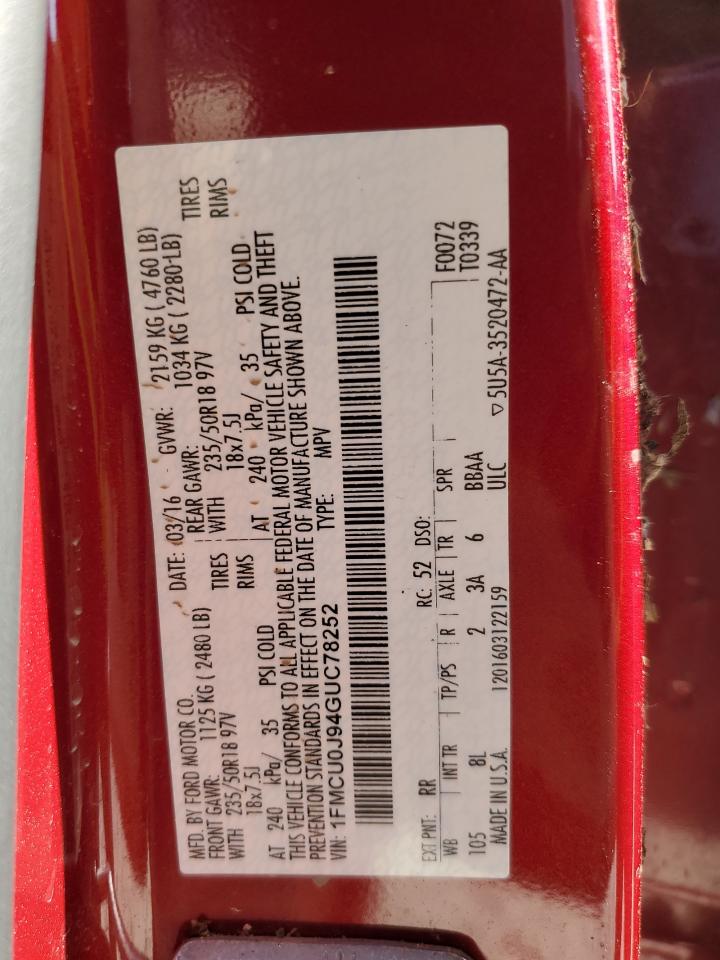 MFD. BY FORD MOTOR CO.
DATE: 03/16 GVWR: 2159 KG ( 4760 LB)
FRONT GAWR: 1125 KG ( 2480 LB) REAR GAWR: 1034 KG ( 2280 LB)
WITH 235/50R18 97V TIRES WITH 235/50R18 97V TIRES
18x7.5J RIMS 18x7.5J RIMS
AT 240 kPa/ 35 PSI COLD AT 240 kPa/ 35 PSI COLD
THIS VEHICLE CONFORMS TO ALL APPLICABLE FEDERAL MOTOR VEHICLE SAFETY AND THEFT
PREVENTION STANDARDS IN EFFECT ON THE DATE OF MANUFACTURE SHOWN ABOVE.
VIN: 1FMCU0J94GUC78252 TYPE: MPV
EXT PNT: RR RC: 52 DSO: F0072
WB INT TR TP/PS R AXLE TR SPR T0339
105 8L 2 3A 6 BBAA
MADE IN U.S.A. 1201603122159 ULC ▽5U5A-3520472-AA